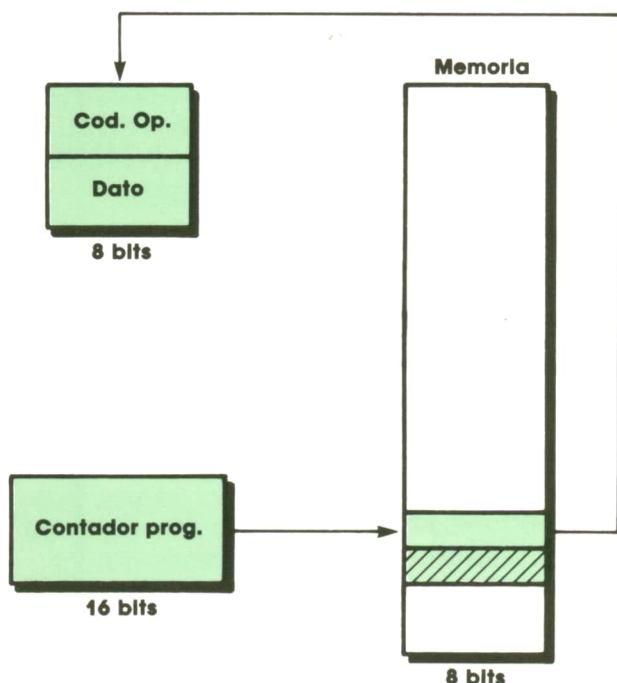 Memoria
Cod. Op.
Dato
8 bits
Contador prog.
16 bits
8 bits